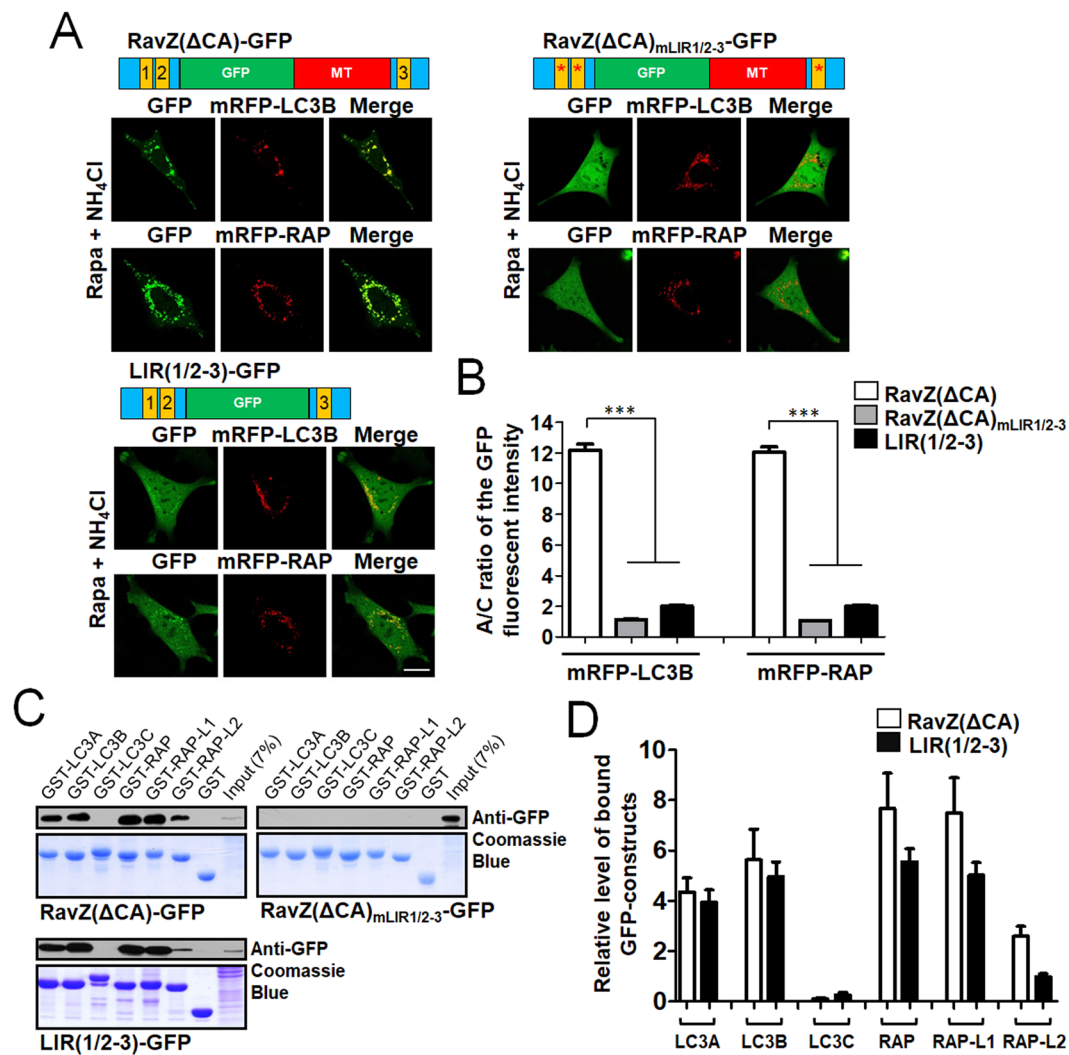 A
RavZ(ΔCA)-GFP
1 2 GFP MT 3
GFP mRFP-LC3B Merge
Rapa + NH4Cl
GFP mRFP-RAP Merge
RavZ(ΔCA)mLIR1/2-3-GFP
* * GFP MT *
GFP mRFP-LC3B Merge
Rapa + NH4Cl
GFP mRFP-RAP Merge
LIR(1/2-3)-GFP
1 2 GFP 3
GFP mRFP-LC3B Merge
Rapa + NH4Cl
GFP mRFP-RAP Merge
B
RavZ(ΔCA)
RavZ(ΔCA)mLIR1/2-3
LIR(1/2-3)
A/C ratio of the GFP
fluorescent intensity
14
12
10
8
6
4
2
0
*** ***
mRFP-LC3B mRFP-RAP
C
GST-LC3A GST-LC3B GST-LC3C GST-RAP GST-RAP-L1 GST-RAP-L2 GST Input (7%)
GST-LC3A GST-LC3B GST-LC3C GST-RAP GST-RAP-L1 GST-RAP-L2 GST Input (7%)
Anti-GFP
Coomassie
Blue
RavZ(ΔCA)-GFP RavZ(ΔCA)mLIR1/2-3-GFP
Anti-GFP
Coomassie
Blue
LIR(1/2-3)-GFP
D
RavZ(ΔCA)
LIR(1/2-3)
Relative level of bound
GFP-constructs
10
8
6
4
2
0
LC3A LC3B LC3C RAP RAP-L1 RAP-L2